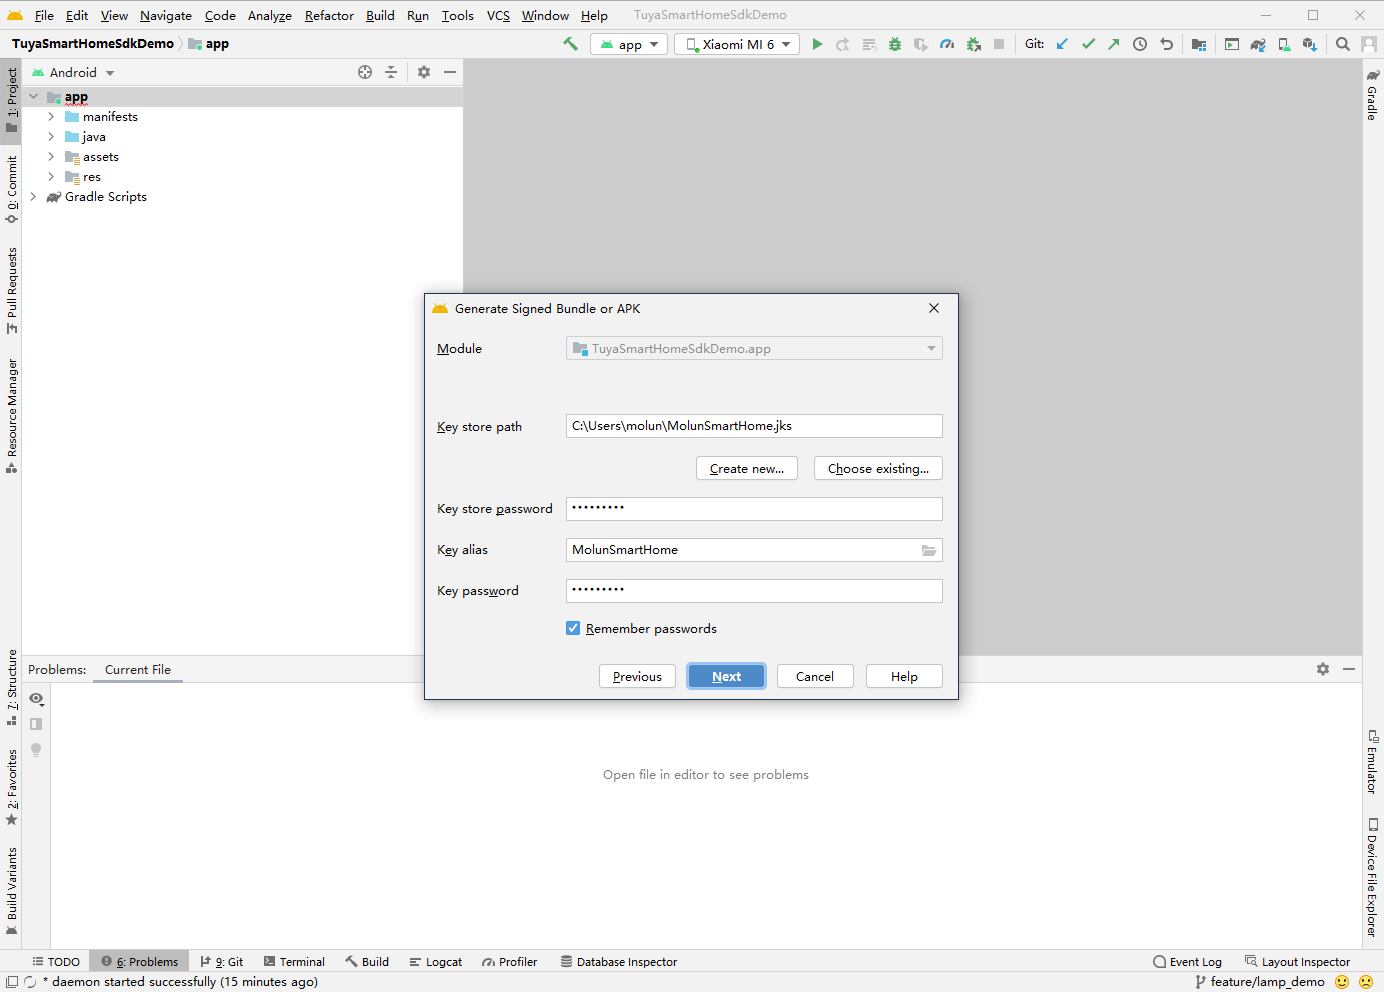 File Edit View Navigate Code Analyze Refactor Build Run Tools VCS Window Help TuyaSmartHomeSdkDemo
TuyaSmartHomeSdkDemo app
app Xiaomi MI 6 Git:
1: Project
0: Commit
Pull Requests
Resource Manager
7: Structure
2: Favorites
Build Variants
Android
app
manifests
java
assets
res
Gradle Scripts
Generate Signed Bundle or APK
Module TuyaSmartHomeSdkDemo.app
Key store path C:\Users\molun\MolunSmartHome.jks
Create new... Choose existing...
Key store password •••••••••
Key alias MolunSmartHome
Key password •••••••••
Remember passwords
Previous Next Cancel Help
Problems: Current File
Open file in editor to see problems
Gradle
Emulator
Device File Explorer
TODO 6: Problems 9: Git Terminal Build Logcat Profiler Database Inspector Event Log Layout Inspector
* daemon started successfully (15 minutes ago) feature/lamp_demo